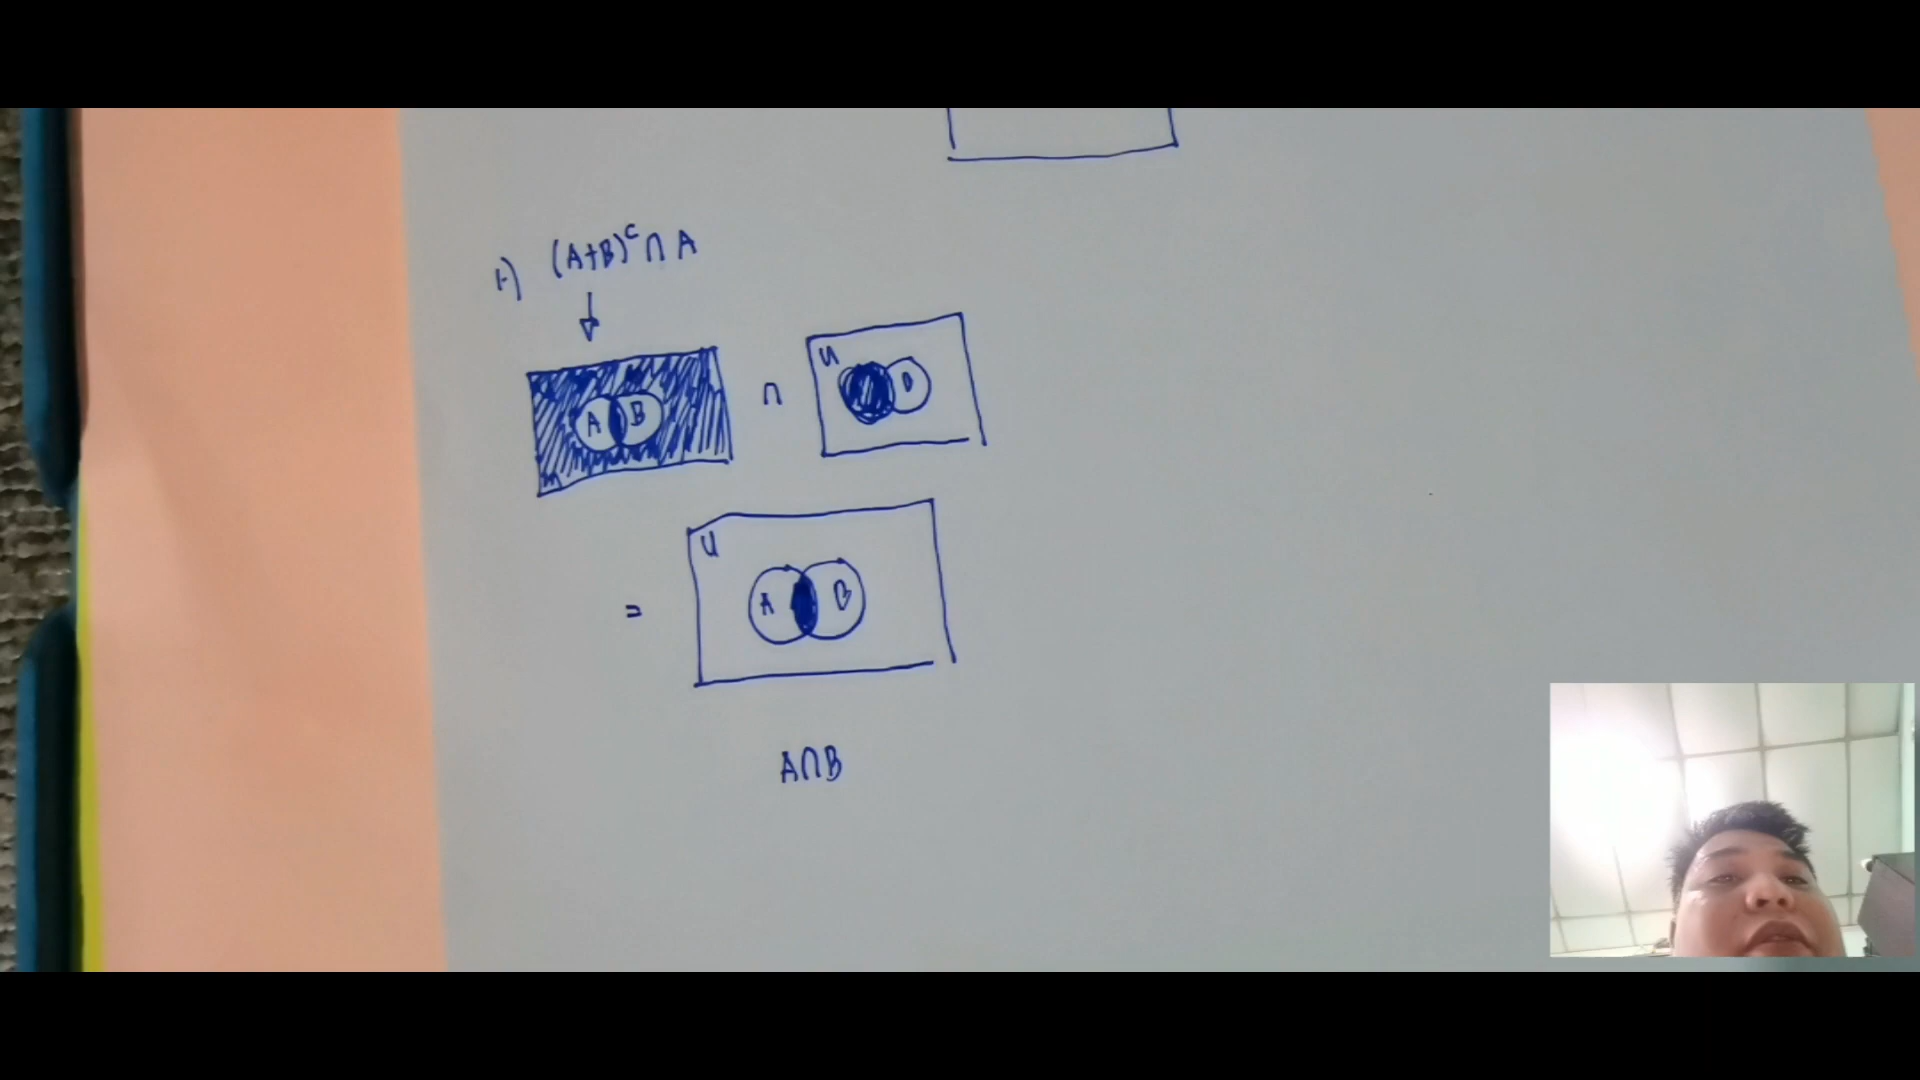 1-) (A+B)ᶜ ∩ A
A B ∩ U B
= U A B
A∩B